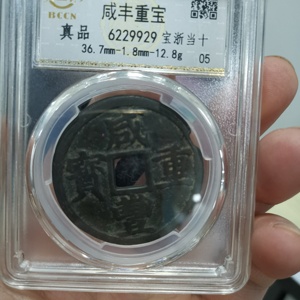 咸丰重宝
BCCN
真品 6229929 宝浙当十
36.7mm-1.8mm-12.8g 05
咸
寶 重
豐